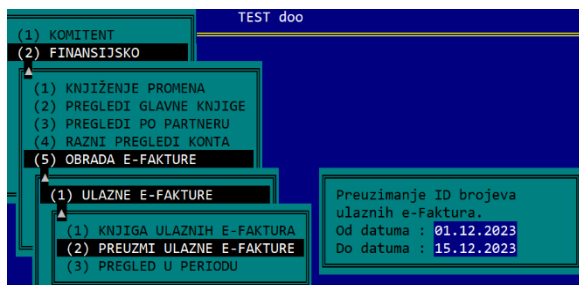 TEST doo
(1) KOMITENT
(2) FINANSIJSKO
(1) KNJIŽENJE PROMENA
(2) PREGLEDI GLAVNE KNJIGE
(3) PREGLEDI PO PARTNERU
(4) RAZNI PREGLEDI KONTA
(5) OBRADA E-FAKTURE
(1) ULAZNE E-FAKTURE
(1) KNJIGA ULAZNIH E-FAKTURA
(2) PREUZMI ULAZNE E-FAKTURE
(3) PREGLED U PERIODU
Preuzimanje ID brojeva
ulaznih e-Faktura.
Od datuma : 01.12.2023
Do datuma : 15.12.2023